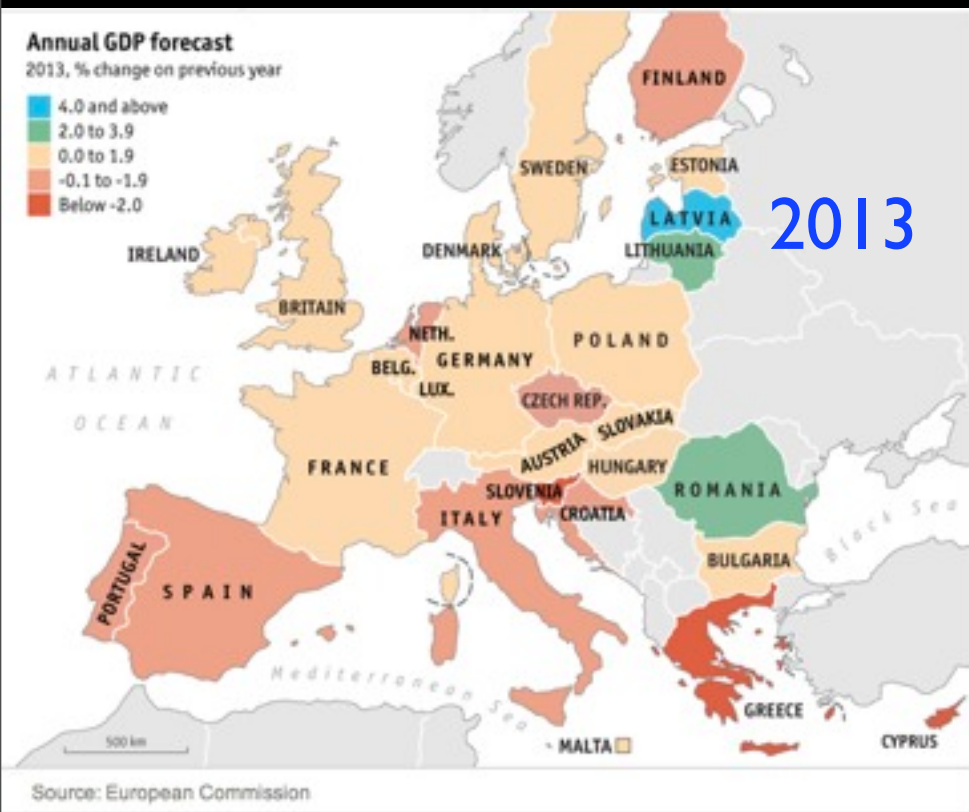 Annual GDP forecast
2013, % change on previous year
4.0 and above
2.0 to 3.9
0.0 to 1.9
-0.1 to -1.9
Below -2.0
FINLAND
SWEDEN
ESTONIA
LATVIA
2013
LITHUANIA
IRELAND
DENMARK
BRITAIN
NETH.
POLAND
BELG.
GERMANY
LUX.
ATLANTIC
OCEAN
CZECH REP.
SLOVAKIA
AUSTRIA
FRANCE
HUNGARY
SLOVENIA
ROMANIA
ITALY
CROATIA
Black Sea
BULGARIA
PORTUGAL
SPAIN
Mediterranean Sea
GREECE
500 km
MALTA
CYPRUS
Source: European Commission